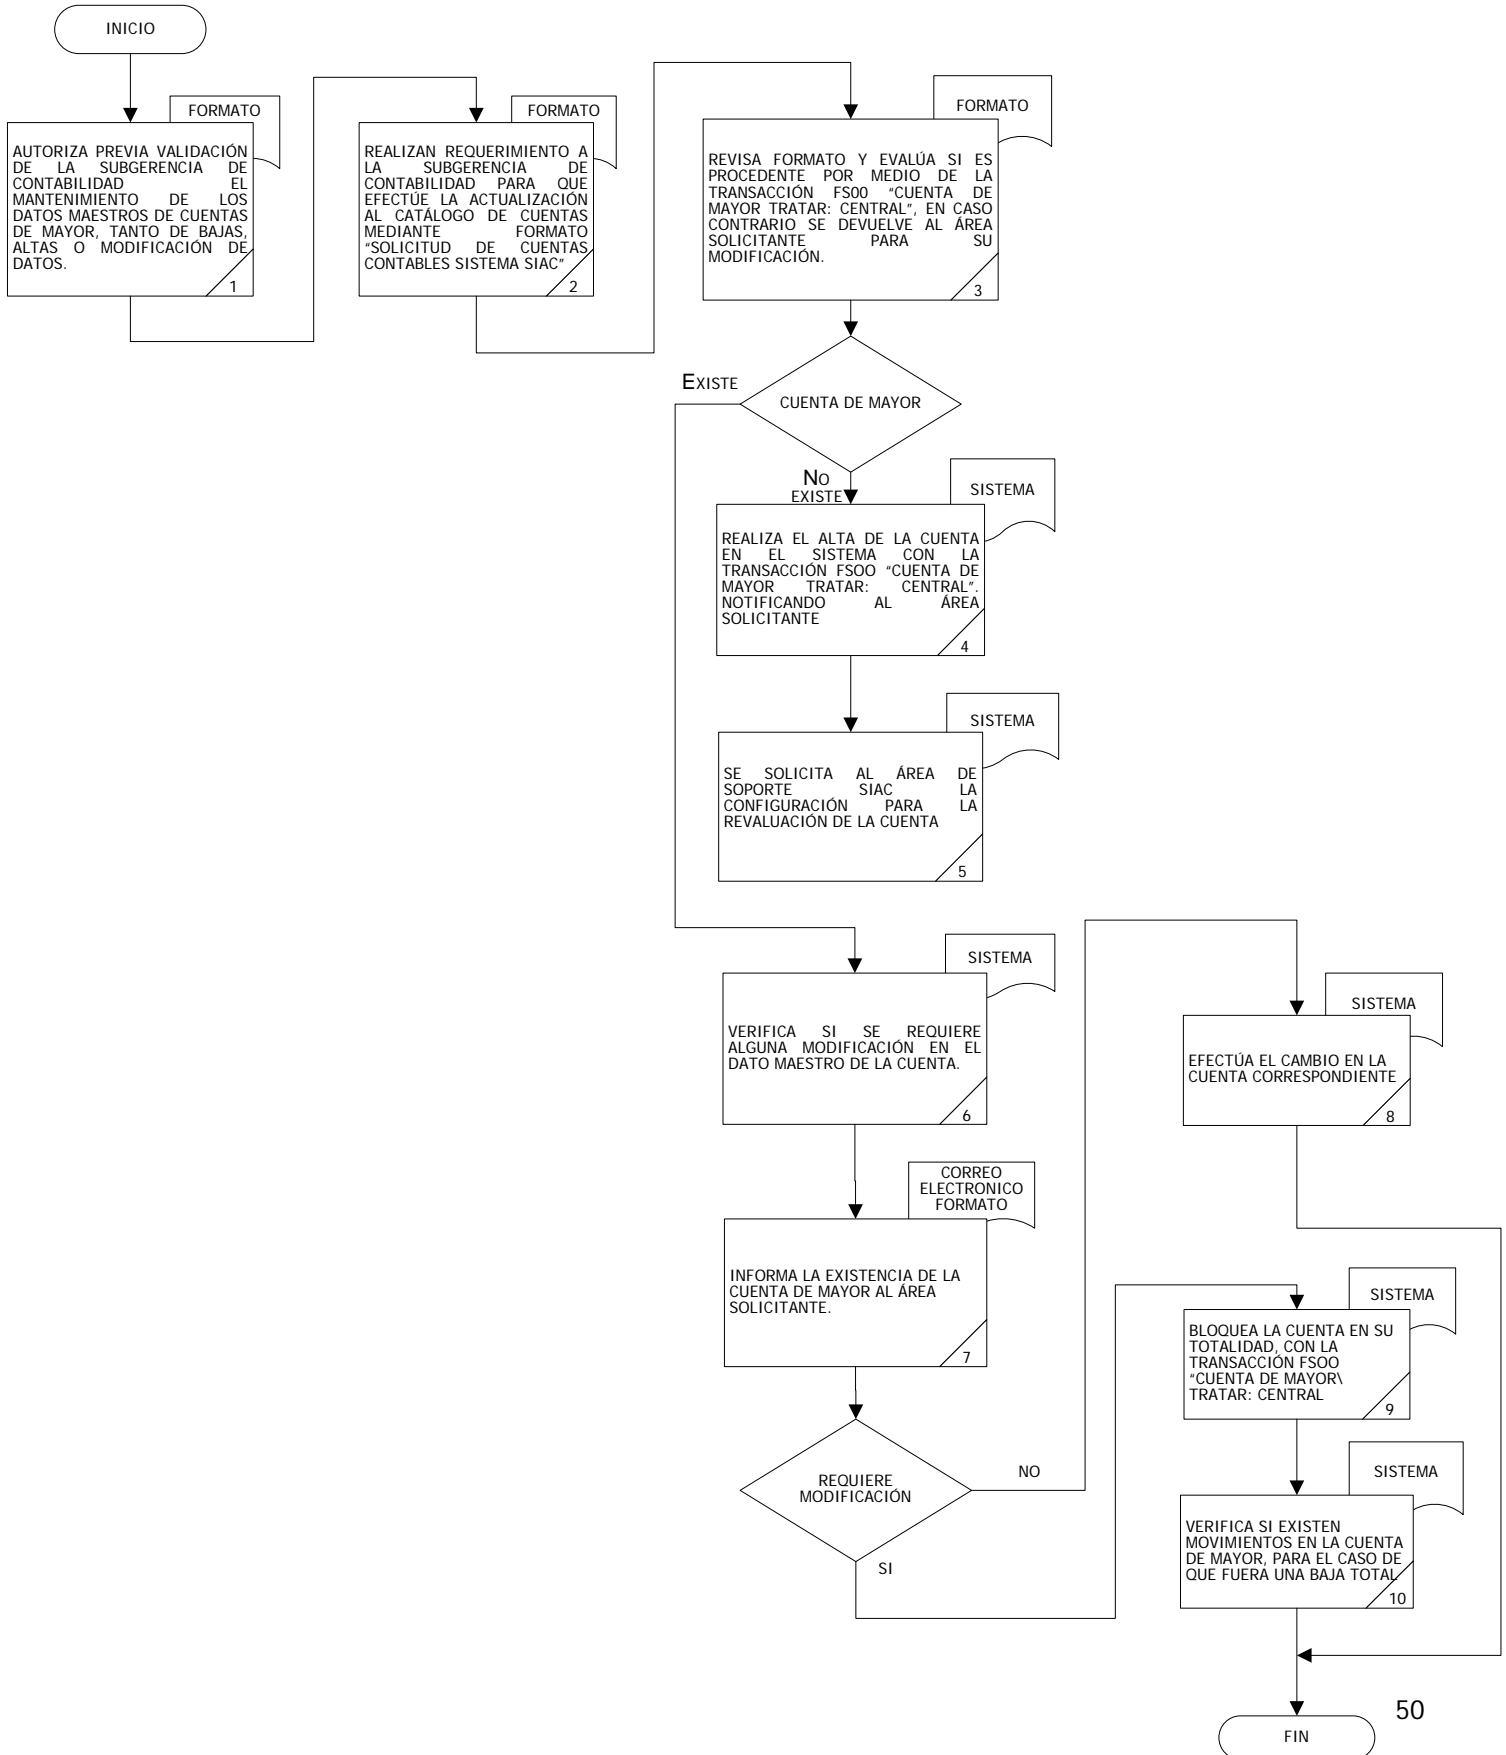 INICIO
FORMATO
AUTORIZA PREVIA VALIDACIÓN
DE LA SUBGERENCIA DE
CONTABILIDAD EL
MANTENIMIENTO DE LOS
DATOS MAESTROS DE CUENTAS
DE MAYOR, TANTO DE BAJAS,
ALTAS O MODIFICACIÓN DE
DATOS.
1
FORMATO
REALIZAN REQUERIMIENTO A
LA SUBGERENCIA DE
CONTABILIDAD PARA QUE
EFECTÚE LA ACTUALIZACIÓN
AL CATÁLOGO DE CUENTAS
MEDIANTE FORMATO
"SOLICITUD DE CUENTAS
CONTABLES SISTEMA SIAC"
2
FORMATO
REVISA FORMATO Y EVALÚA SI ES
PROCEDENTE POR MEDIO DE LA
TRANSACCIÓN FS00 "CUENTA DE
MAYOR TRATAR: CENTRAL", EN CASO
CONTRARIO SE DEVUELVE AL ÁREA
SOLICITANTE PARA SU
MODIFICACIÓN.
3
EXISTE
CUENTA DE MAYOR
NO
EXISTE
SISTEMA
REALIZA EL ALTA DE LA CUENTA
EN EL SISTEMA CON LA
TRANSACCIÓN FSOO "CUENTA DE
MAYOR TRATAR: CENTRAL".
NOTIFICANDO AL ÁREA
SOLICITANTE
4
SISTEMA
SE SOLICITA AL ÁREA DE
SOPORTE SIAC LA
CONFIGURACIÓN PARA LA
REVALUACIÓN DE LA CUENTA
5
SISTEMA
VERIFICA SI SE REQUIERE
ALGUNA MODIFICACIÓN EN EL
DATO MAESTRO DE LA CUENTA.
6
CORREO
ELECTRONICO
FORMATO
INFORMA LA EXISTENCIA DE LA
CUENTA DE MAYOR AL ÁREA
SOLICITANTE.
7
REQUIERE
MODIFICACIÓN
NO
SI
SISTEMA
EFECTÚA EL CAMBIO EN LA
CUENTA CORRESPONDIENTE
8
SISTEMA
BLOQUEA LA CUENTA EN SU
TOTALIDAD, CON LA
TRANSACCIÓN FSOO
"CUENTA DE MAYOR\
TRATAR: CENTRAL
9
SISTEMA
VERIFICA SI EXISTEN
MOVIMIENTOS EN LA CUENTA
DE MAYOR, PARA EL CASO DE
QUE FUERA UNA BAJA TOTAL
10
50
FIN